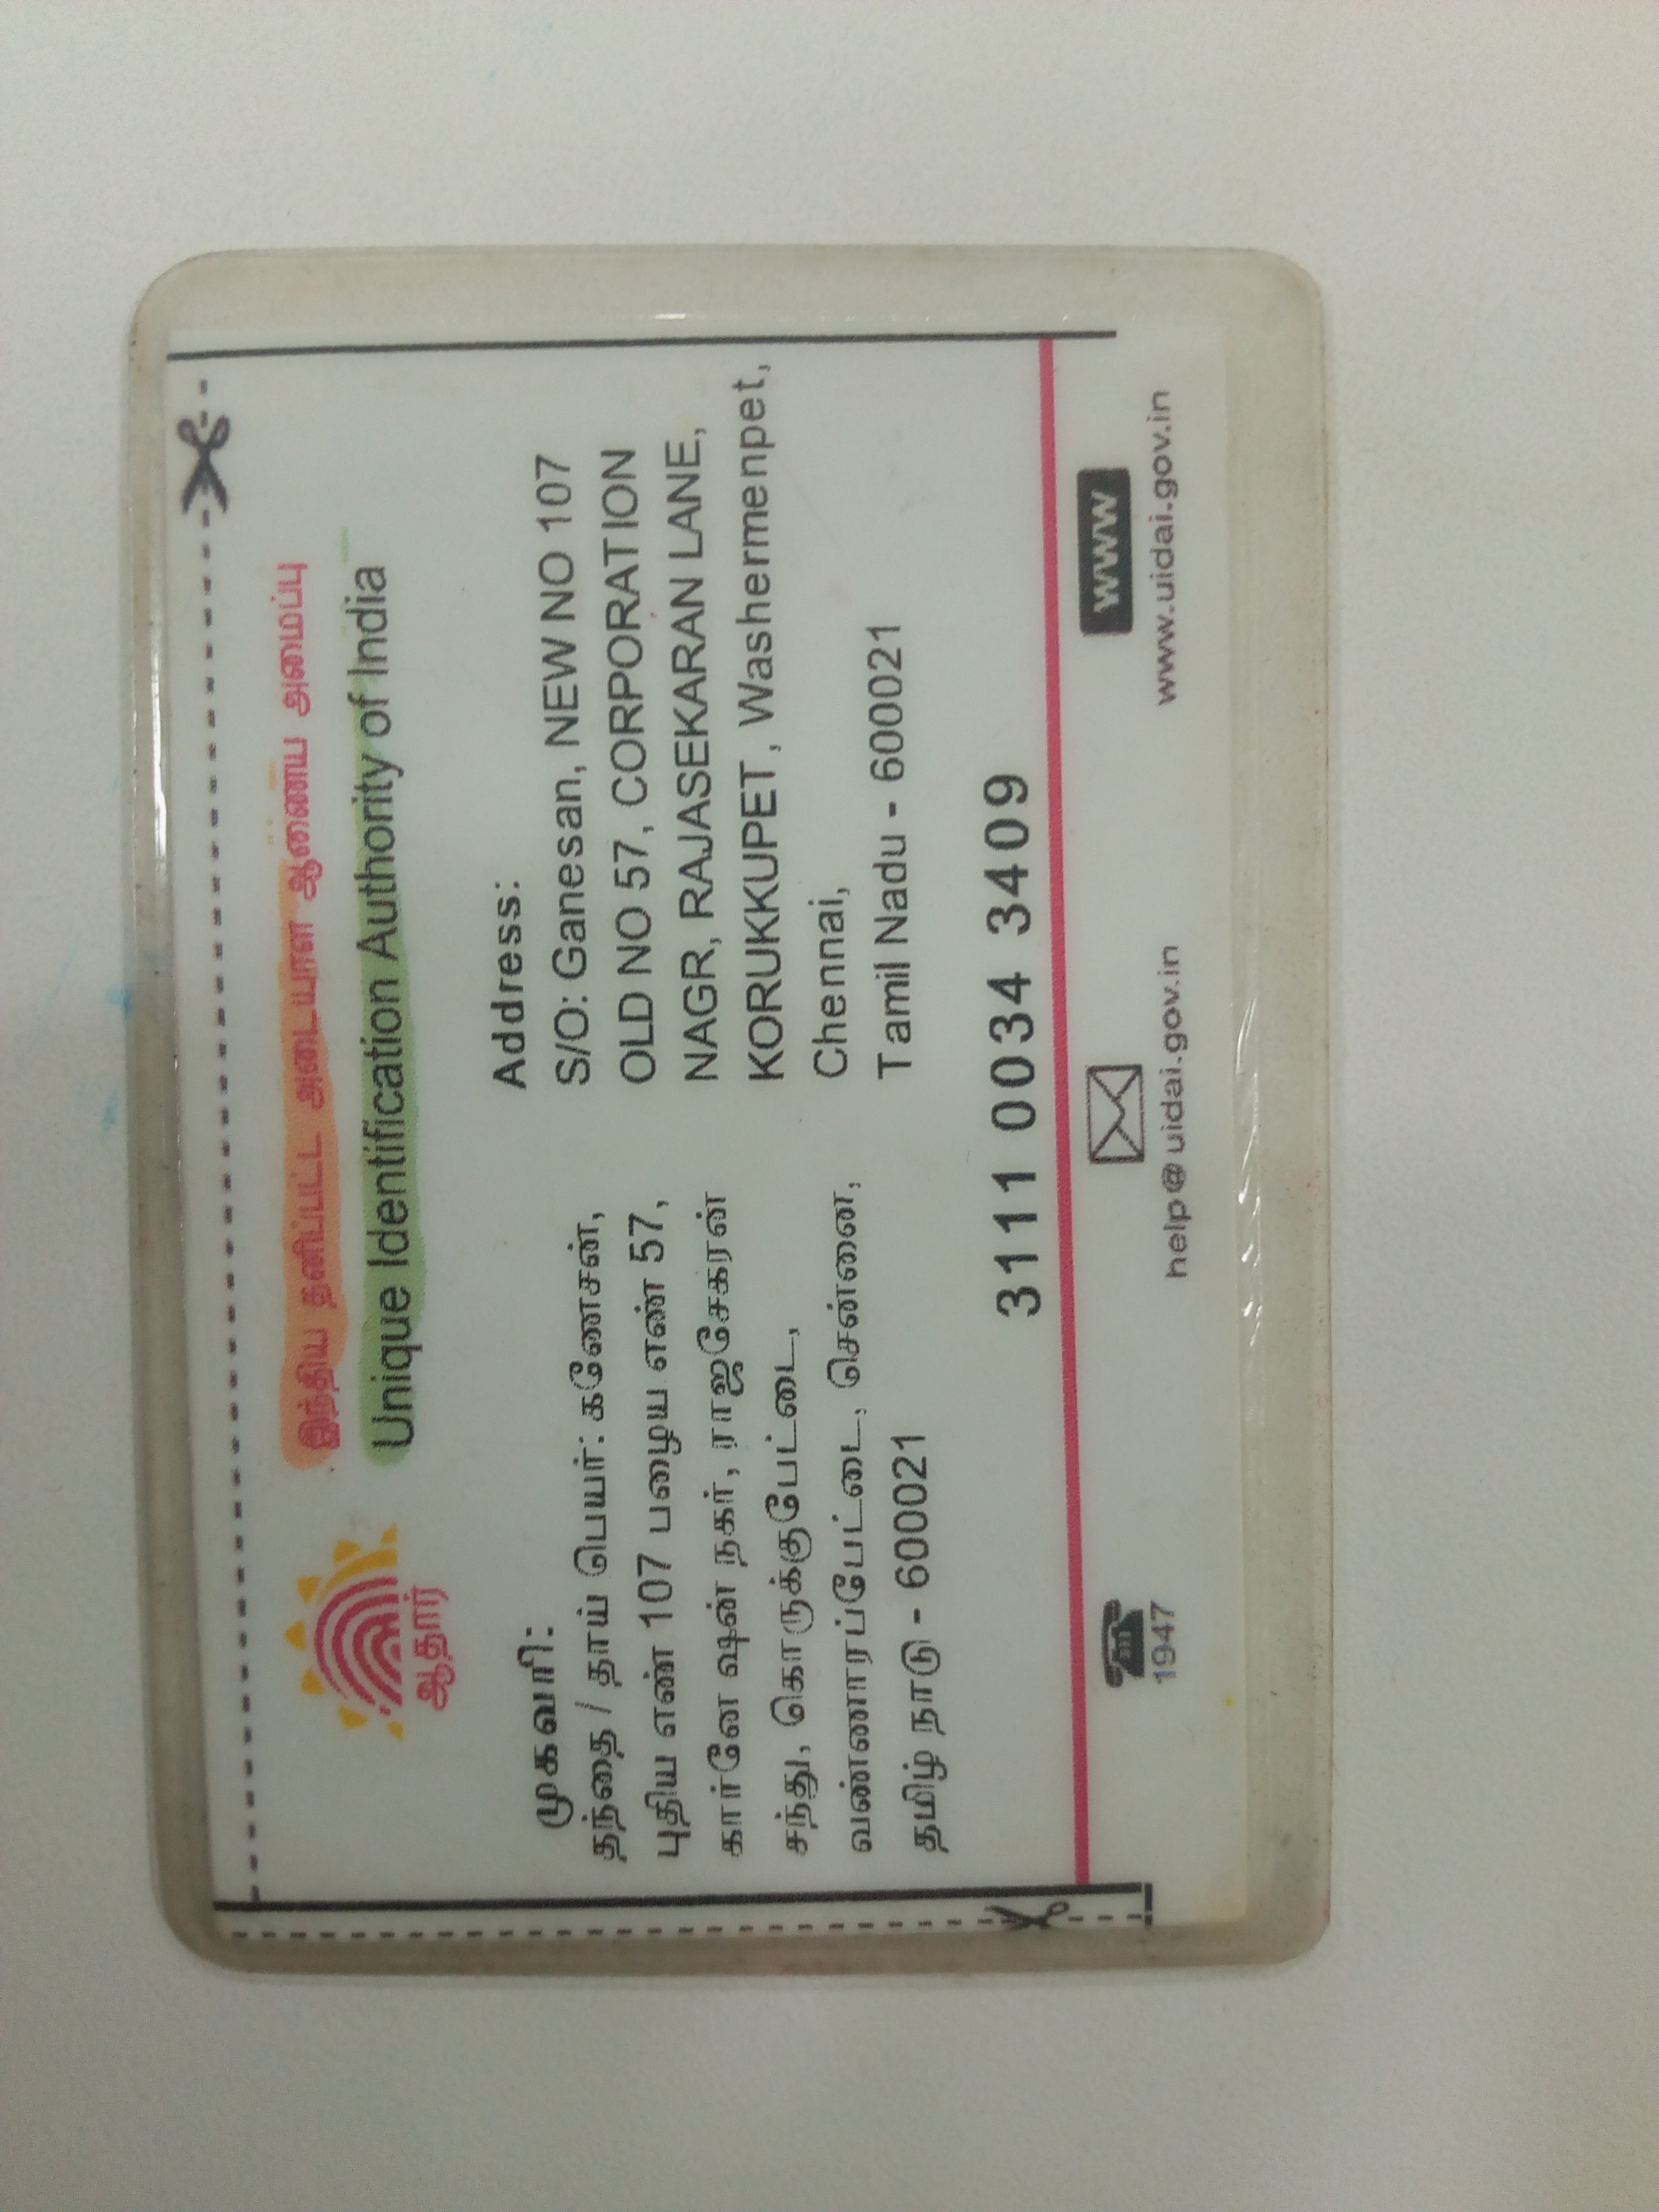 இந்திய தனிப்பட்ட அடையாள ஆணைய அமைப்பு
Unique Identification Authority of India
ஆதார்
முகவரி:
தந்தை / தாய் பெயர்: கணேசன்,
புதிய எண் 107 பழைய எண் 57,
கார்னே ஷன் நகர், ராஜசேகரன்
சந்து, கொருக்குபேட்டை,
வண்ணாரப்பேட்டை, சென்னை,
தமிழ் நாடு - 600021
Address:
S/O: Ganesan, NEW NO 107
OLD NO 57, CORPORATION
NAGR, RAJASEKARAN LANE,
KORUKKUPET , Washermenpet,
Chennai,
Tamil Nadu - 600021
3111 0034 3409
1947
help@uidai.gov.in
www
www.uidai.gov.in